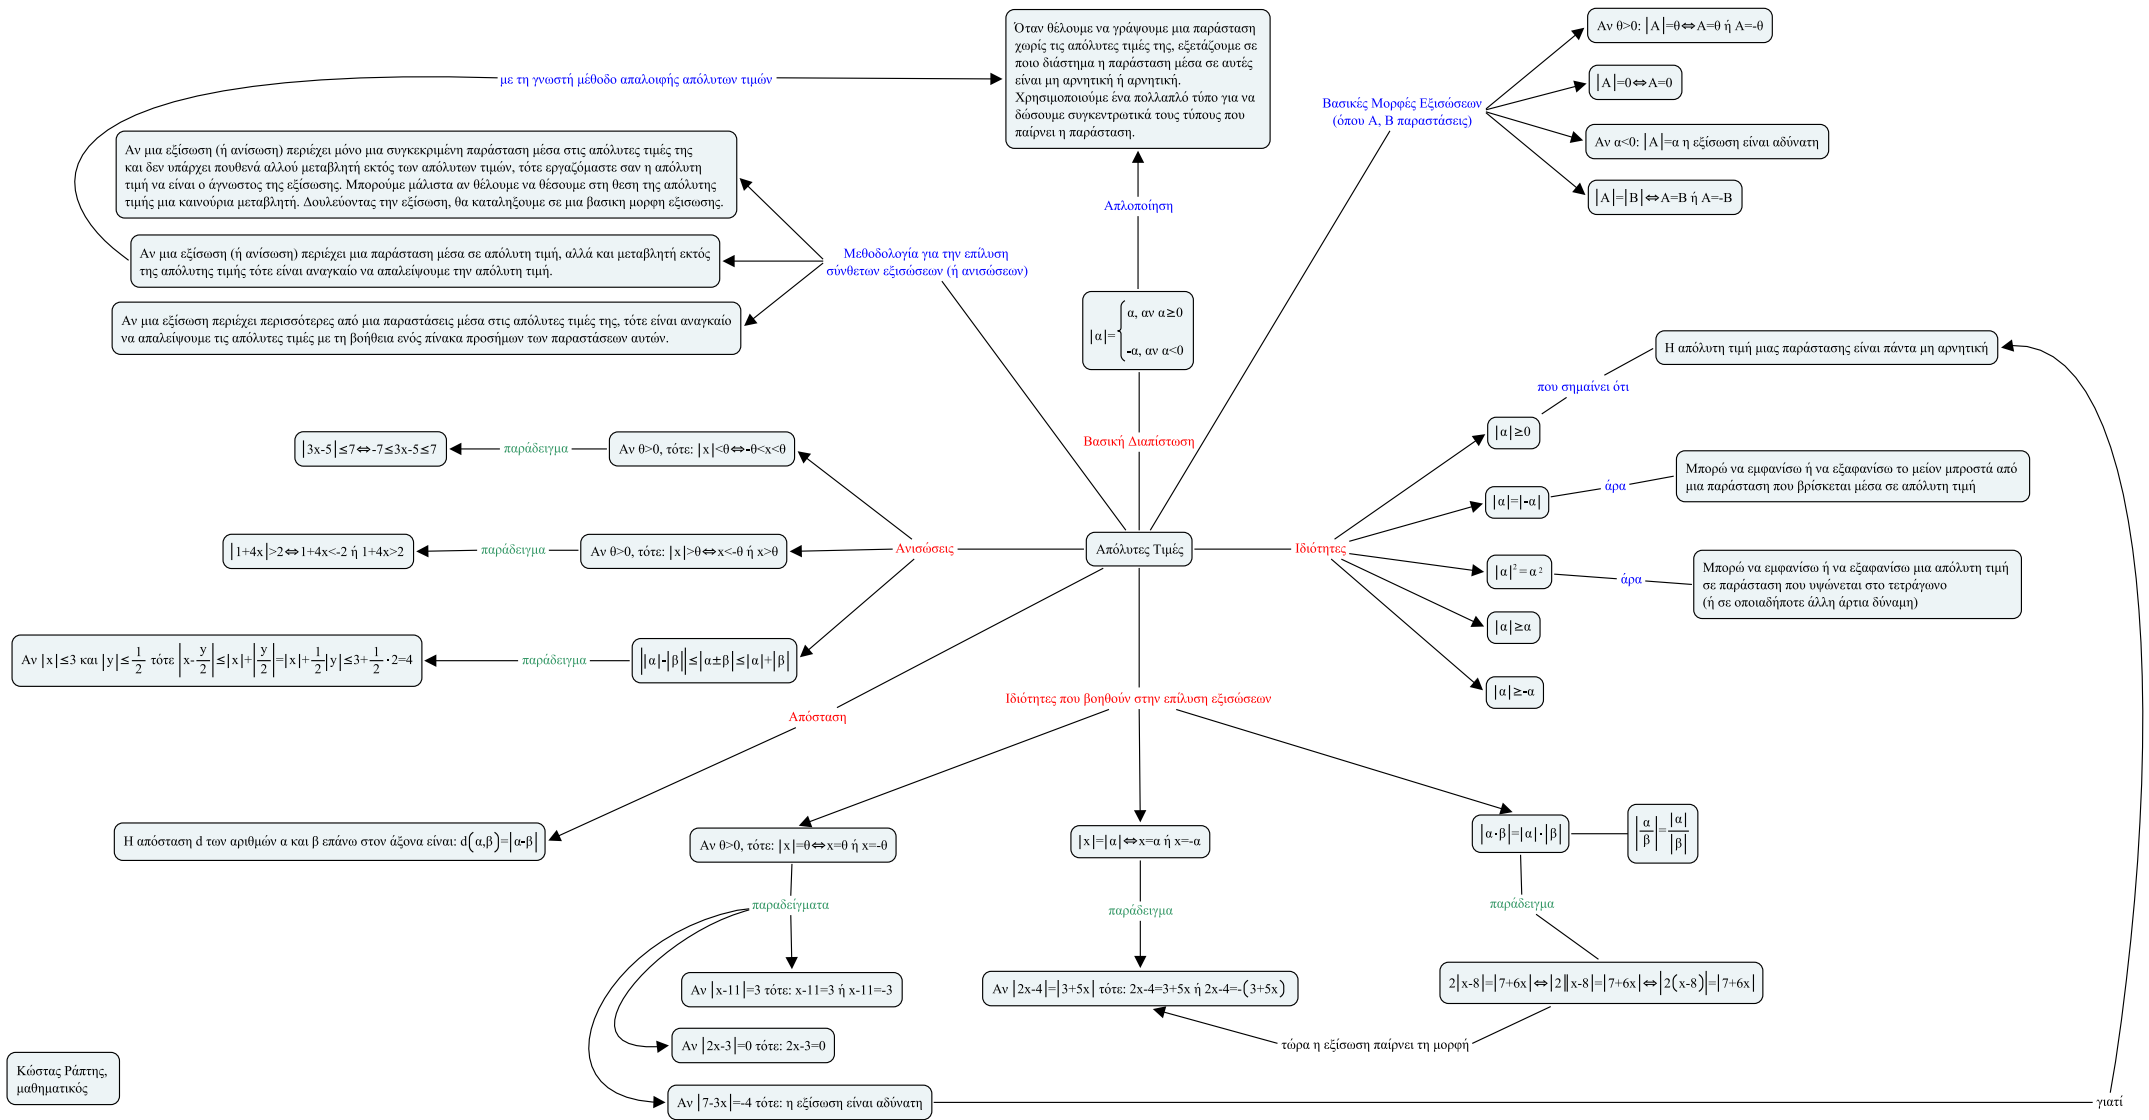 Όταν θέλουμε να γράψουμε μια παράσταση
χωρίς τις απόλυτες τιμές της, εξετάζουμε σε
ποιο διάστημα η παράσταση μέσα σε αυτές
είναι μη αρνητική ή αρνητική.
Χρησιμοποιούμε ένα πολλαπλό τύπο για να
δώσουμε συγκεντρωτικά τους τύπους που
παίρνει η παράσταση.
με τη γνωστή μέθοδο απαλοιφής απόλυτων τιμών
Βασικές Μορφές Εξισώσεων
(όπου Α, Β παραστάσεις)
Αν θ>0: |Α|=θ⇔Α=θ ή Α=-θ
|Α|=0⇔Α=0
Αν α<0: |Α|=α η εξίσωση είναι αδύνατη
|Α|=|Β|⇔Α=Β ή Α=-Β
Αν μια εξίσωση (ή ανίσωση) περιέχει μόνο μια συγκεκριμένη παράσταση μέσα στις απόλυτες τιμές της
και δεν υπάρχει πουθενά αλλού μεταβλητή εκτός των απόλυτων τιμών, τότε εργαζόμαστε σαν η απόλυτη
τιμή να είναι ο άγνωστος της εξίσωσης. Μπορούμε μάλιστα αν θέλουμε να θέσουμε στη θεση της απόλυτης
τιμής μια καινούρια μεταβλητή. Δουλεύοντας την εξίσωση, θα καταληξουμε σε μια βασικη μορφη εξισωσης.
Αν μια εξίσωση (ή ανίσωση) περιέχει μια παράσταση μέσα σε απόλυτη τιμή, αλλά και μεταβλητή εκτός
της απόλυτης τιμής τότε είναι αναγκαίο να απαλείψουμε την απόλυτη τιμή.
Αν μια εξίσωση περιέχει περισσότερες από μια παραστάσεις μέσα στις απόλυτες τιμές της, τότε είναι αναγκαίο
να απαλείψουμε τις απόλυτες τιμές με τη βοήθεια ενός πίνακα προσήμων των παραστάσεων αυτών.
Μεθοδολογία για την επίλυση
σύνθετων εξισώσεων (ή ανισώσεων)
Απλοποίηση
|α|={ α, αν α≥0
-α, αν α<0
Βασική Διαπίστωση
Η απόλυτη τιμή μιας παράστασης είναι πάντα μη αρνητική
που σημαίνει ότι
|α|≥0
|α|=|-α|
άρα
Μπορώ να εμφανίσω ή να εξαφανίσω το μείον μπροστά από
μια παράσταση που βρίσκεται μέσα σε απόλυτη τιμή
|α|²=α²
άρα
Μπορώ να εμφανίσω ή να εξαφανίσω μια απόλυτη τιμή
σε παράσταση που υψώνεται στο τετράγωνο
(ή σε οποιαδήποτε άλλη άρτια δύναμη)
|α|≥α
|α|≥-α
Ιδιότητες
Απόλυτες Τιμές
Ανισώσεις
Αν θ>0, τότε: |x|<θ⇔-θ<x<θ
παράδειγμα
|3x-5|≤7⇔-7≤3x-5≤7
Αν θ>0, τότε: |x|>θ⇔x<-θ ή x>θ
παράδειγμα
|1+4x|>2⇔1+4x<-2 ή 1+4x>2
||α|-|β||≤|α±β|≤|α|+|β|
παράδειγμα
Αν |x|≤3 και |y|≤1/2 τότε |x-y/2|≤|x|+|y/2|=|x|+1/2|y|≤3+1/2·2=4
Απόσταση
Η απόσταση d των αριθμών α και β επάνω στον άξονα είναι: d(α,β)=|α-β|
Ιδιότητες που βοηθούν στην επίλυση εξισώσεων
Αν θ>0, τότε: |x|=θ⇔x=θ ή x=-θ
|x|=|α|⇔x=α ή x=-α
|α·β|=|α|·|β|
|α/β|=|α|/|β|
παραδείγματα
παράδειγμα
παράδειγμα
Αν |x-11|=3 τότε: x-11=3 ή x-11=-3
Αν |2x-4|=|3+5x| τότε: 2x-4=3+5x ή 2x-4=-(3+5x)
2|x-8|=|7+6x|⇔|2||x-8|=|7+6x|⇔|2(x-8)|=|7+6x|
Αν |2x-3|=0 τότε: 2x-3=0
τώρα η εξίσωση παίρνει τη μορφή
Αν |7-3x|=-4 τότε: η εξίσωση είναι αδύνατη
γιατί
Κώστας Ράπτης,
μαθηματικός